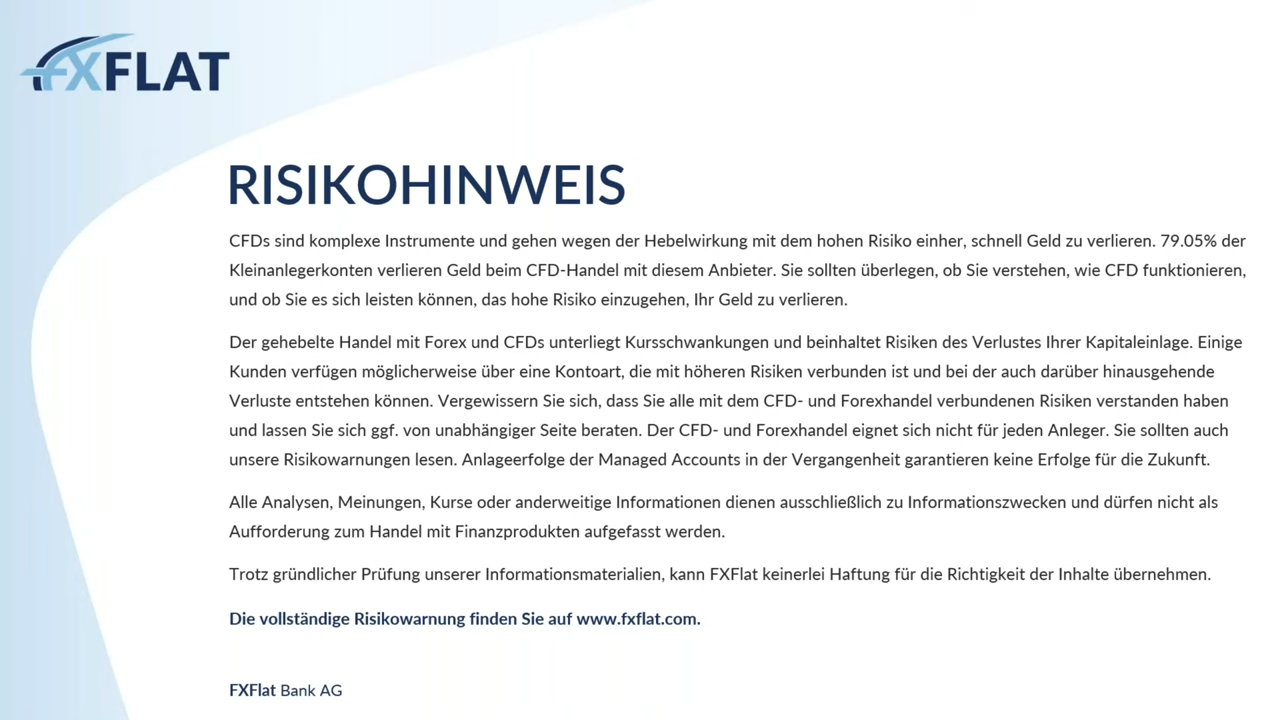 FXFLAT
RISIKOHINWEIS
CFDs sind komplexe Instrumente und gehen wegen der Hebelwirkung mit dem hohen Risiko einher, schnell Geld zu verlieren. 79.05% der
Kleinanlegerkonten verlieren Geld beim CFD-Handel mit diesem Anbieter. Sie sollten überlegen, ob Sie verstehen, wie CFD funktionieren,
und ob Sie es sich leisten können, das hohe Risiko einzugehen, Ihr Geld zu verlieren.
Der gehebelte Handel mit Forex und CFDs unterliegt Kursschwankungen und beinhaltet Risiken des Verlustes Ihrer Kapitaleinlage. Einige
Kunden verfügen möglicherweise über eine Kontoart, die mit höheren Risiken verbunden ist und bei der auch darüber hinausgehende
Verluste entstehen können. Vergewissern Sie sich, dass Sie alle mit dem CFD- und Forexhandel verbundenen Risiken verstanden haben
und lassen Sie sich ggf. von unabhängiger Seite beraten. Der CFD- und Forexhandel eignet sich nicht für jeden Anleger. Sie sollten auch
unsere Risikowarnungen lesen. Anlageerfolge der Managed Accounts in der Vergangenheit garantieren keine Erfolge für die Zukunft.
Alle Analysen, Meinungen, Kurse oder anderweitige Informationen dienen ausschließlich zu Informationszwecken und dürfen nicht als
Aufforderung zum Handel mit Finanzprodukten aufgefasst werden.
Trotz gründlicher Prüfung unserer Informationsmaterialien, kann FXFlat keinerlei Haftung für die Richtigkeit der Inhalte übernehmen.
Die vollständige Risikowarnung finden Sie auf www.fxflat.com.
FXFlat Bank AG